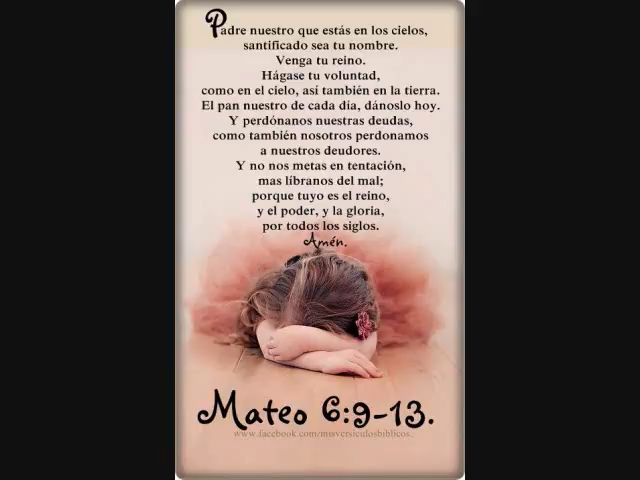 Padre nuestro que estás en los cielos,
santificado sea tu nombre.
Venga tu reino.
Hágase tu voluntad,
como en el cielo, así también en la tierra.
El pan nuestro de cada día, dánoslo hoy.
Y perdónanos nuestras deudas,
como también nosotros perdonamos
a nuestros deudores.
Y no nos metas en tentación,
mas líbranos del mal;
porque tuyo es el reino,
y el poder, y la gloria,
por todos los siglos.
Amén.
Mateo 6:9-13.
www.facebook.com/misversiculosbiblicos.